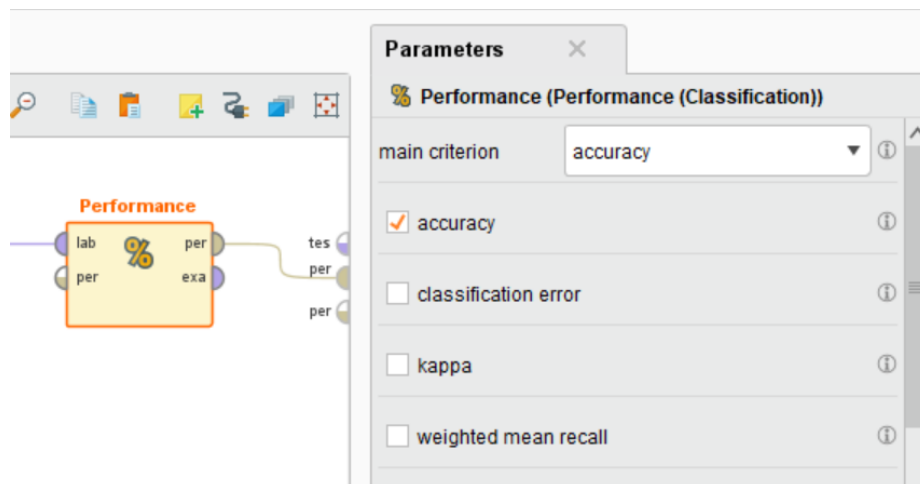 Parameters
Performance (Performance (Classification))
main criterion accuracy
accuracy
classification error
kappa
weighted mean recall
Performance
lab per
per exa
tes
per
per